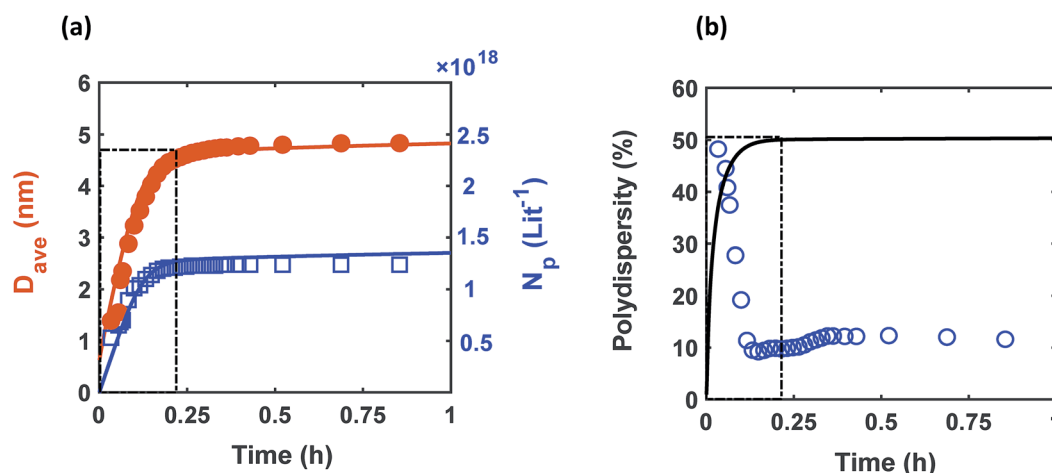 (a)
×10^18
6
5
4
3
2
1
0
D_ave (nm)
2.5
2
1.5
1
0.5
N_p (Lit^-1)
0 0.25 0.5 0.75 1
Time (h)
(b)
60
50
40
30
20
10
0
Polydispersity (%)
0 0.25 0.5 0.75 1
Time (h)